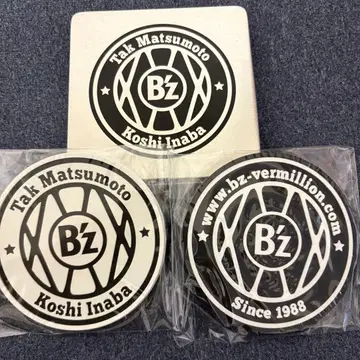 Tak Matsumoto
B'z
Koshi Inaba
Tak Matsumoto
B'z
Koshi Inaba
www.bz-vermillion.com
B'z
Since 1988